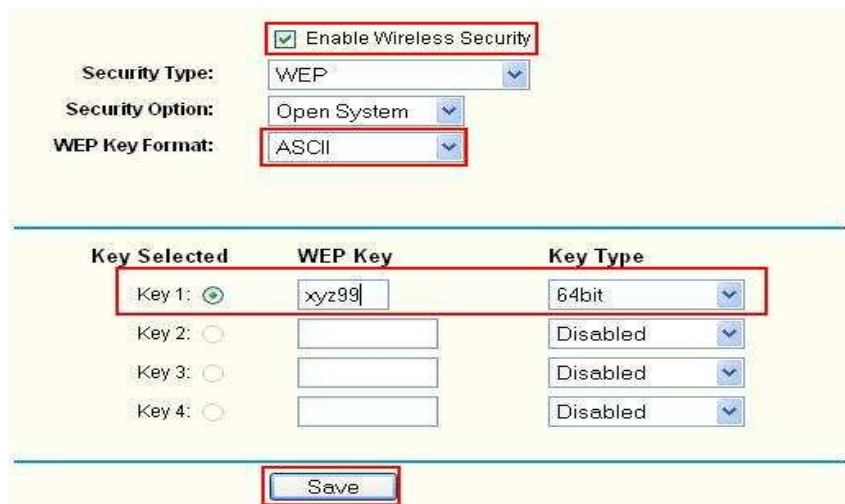 Enable Wireless Security
Security Type: WEP
Security Option: Open System
WEP Key Format: ASCII
Key Selected WEP Key Key Type
Key 1: xyz99 64bit
Key 2: Disabled
Key 3: Disabled
Key 4: Disabled
Save